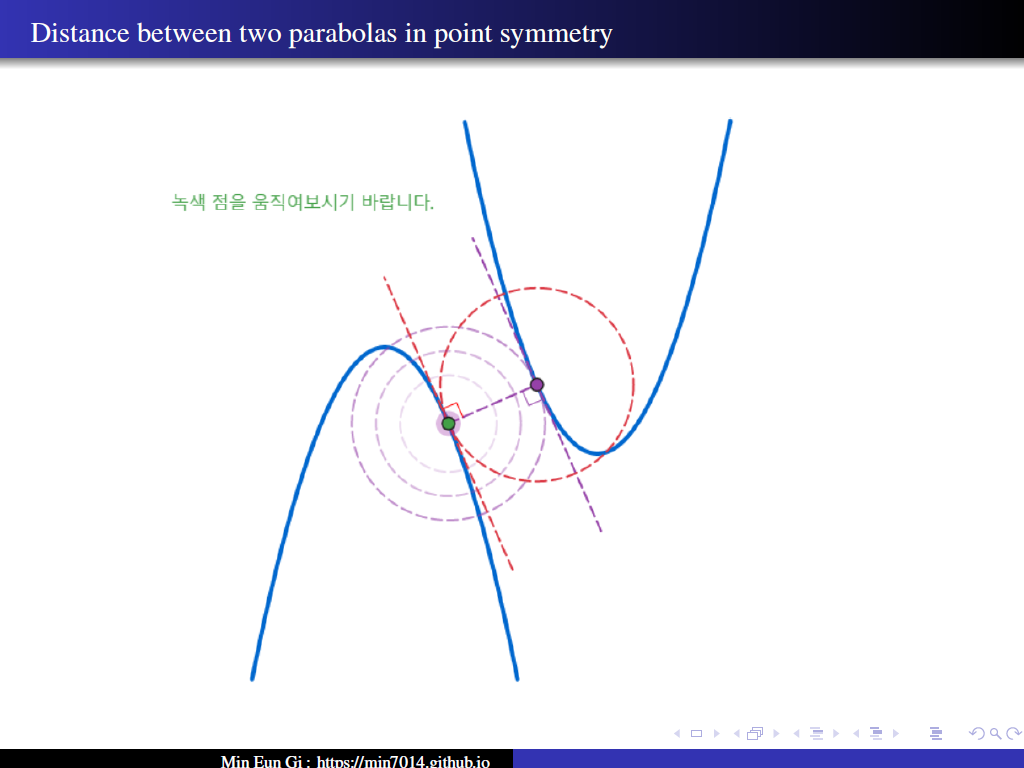 Distance between two parabolas in point symmetry
녹색 점을 움직여보시기 바랍니다.
Min Eun Gi : https://min7014.github.io